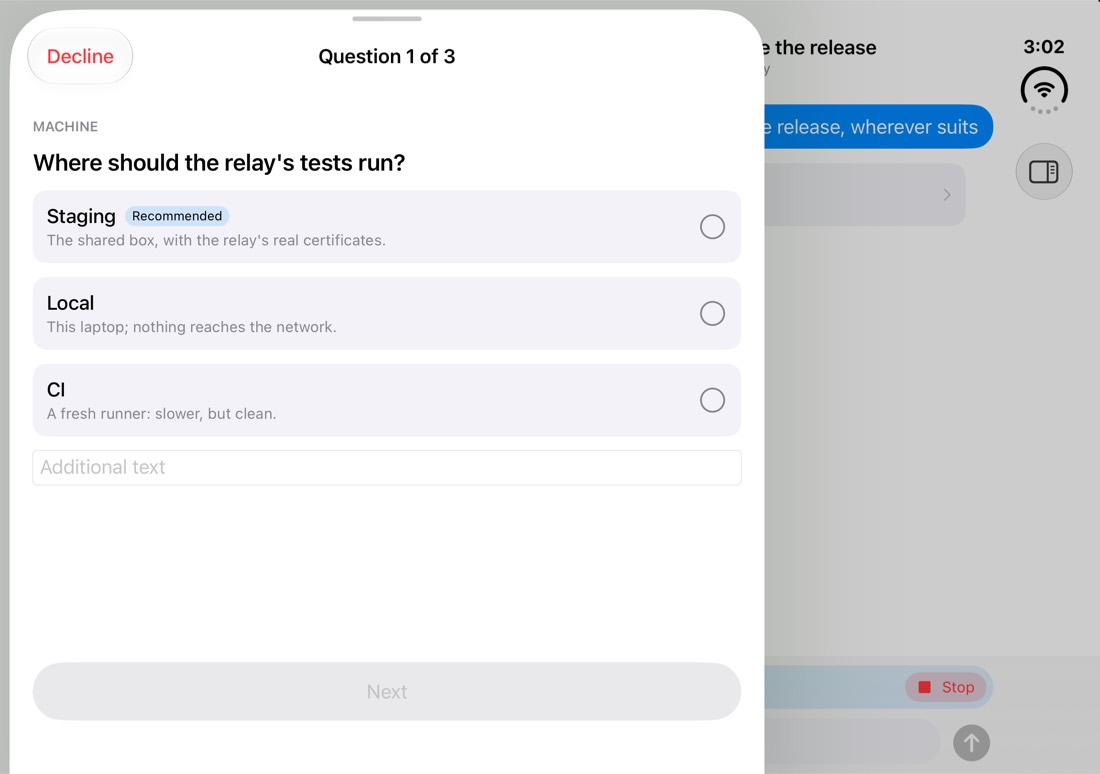 Decline
Question 1 of 3
MACHINE
Where should the relay's tests run?
Staging Recommended
The shared box, with the relay's real certificates.
Local
This laptop; nothing reaches the network.
CI
A fresh runner: slower, but clean.
Additional text
Next
the release
release, wherever suits
3:02
Stop